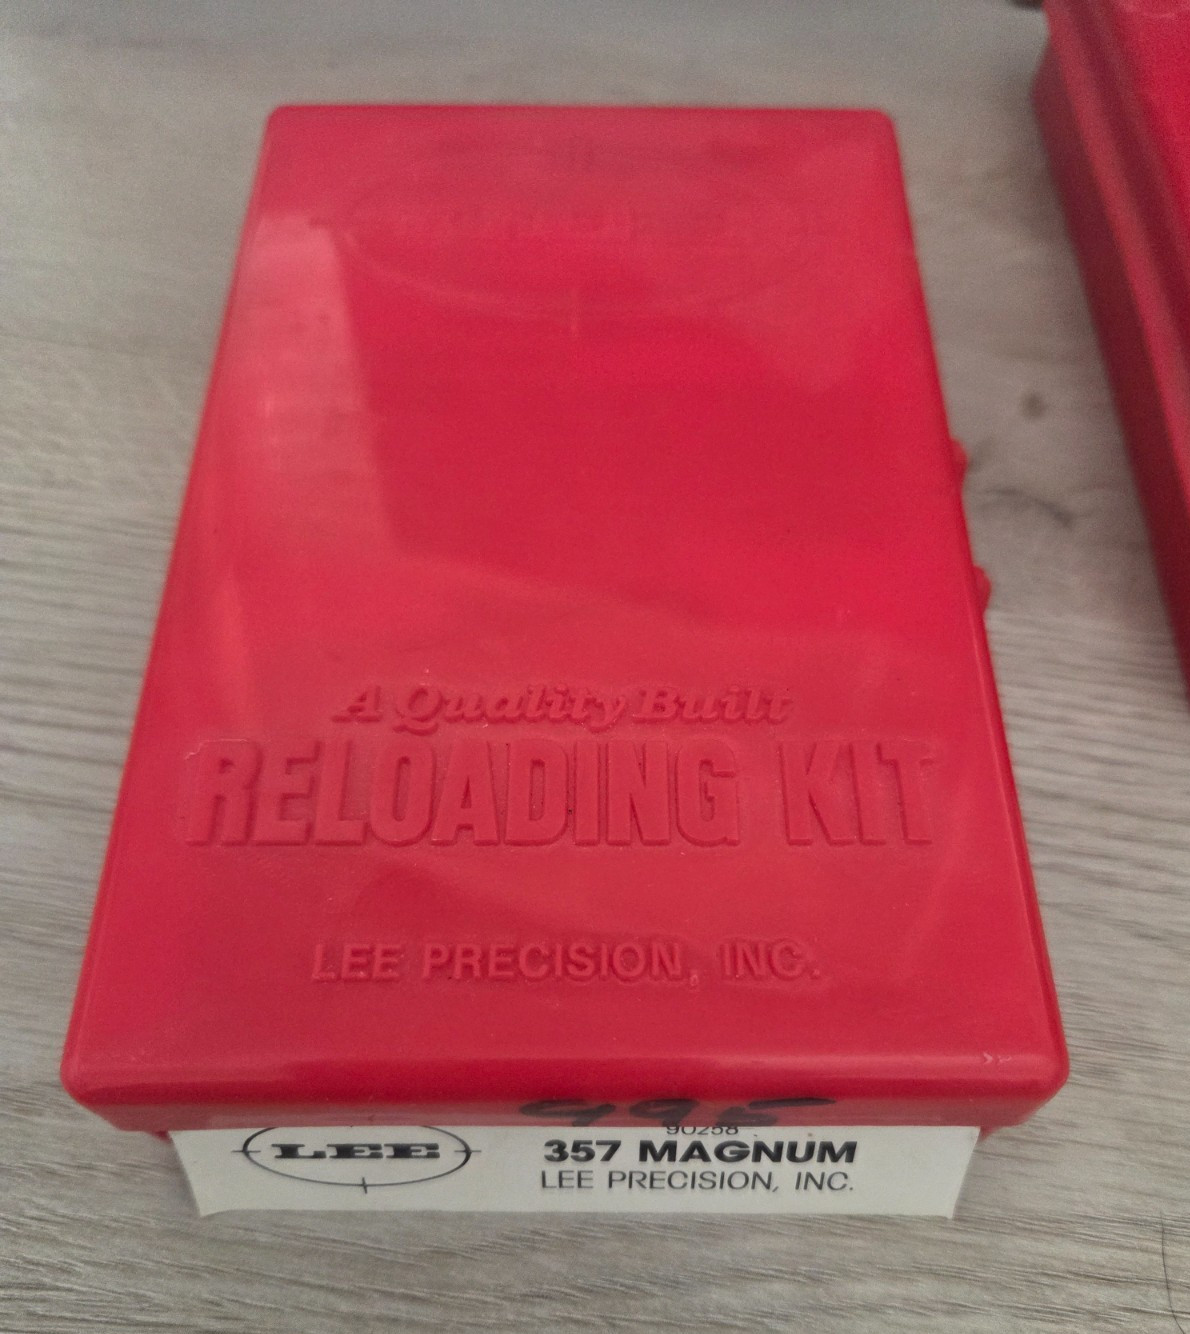 A Quality Built
RELOADING KIT
LEE PRECISION, INC.
90258
LEE
357 MAGNUM
LEE PRECISION, INC.